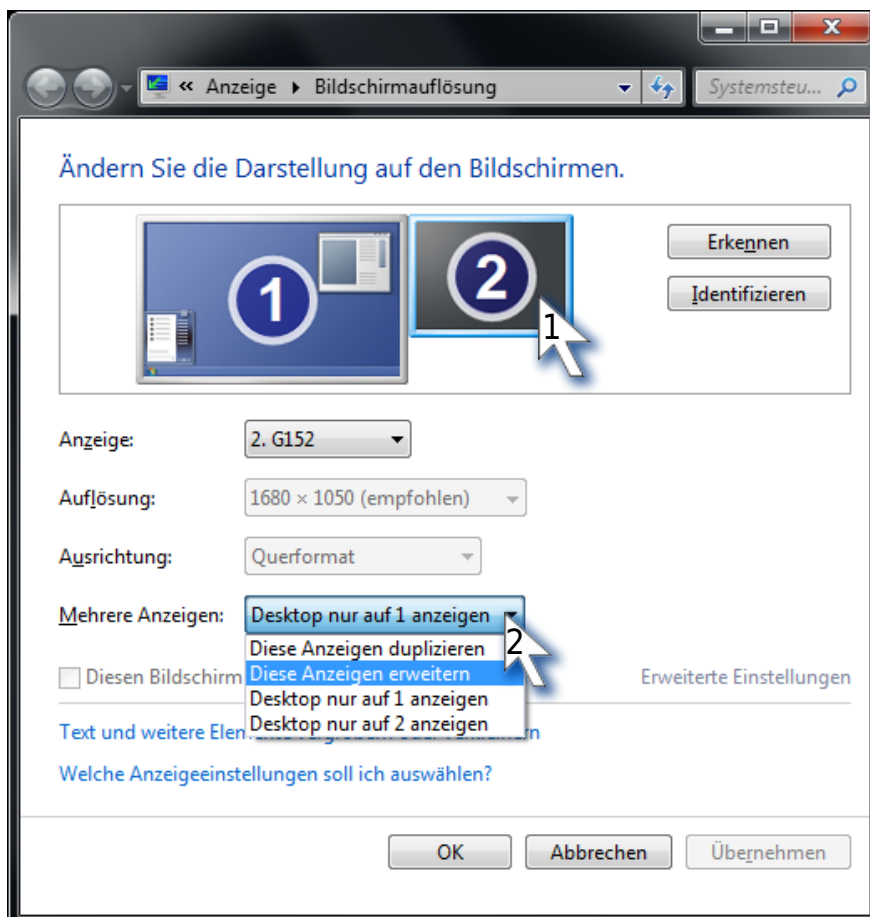 « Anzeige ▸ Bildschirmauflösung Systemsteu...
Ändern Sie die Darstellung auf den Bildschirmen.
1 2 1
Erkennen
Identifizieren
Anzeige: 2. G152
Auflösung: 1680 × 1050 (empfohlen)
Ausrichtung: Querformat
Mehrere Anzeigen: Desktop nur auf 1 anzeigen 2
Diese Anzeigen duplizieren
Diese Anzeigen erweitern
Desktop nur auf 1 anzeigen
Desktop nur auf 2 anzeigen
Diesen Bildschirm Erweiterte Einstellungen
Text und weitere
Welche Anzeigeeinstellungen soll ich auswählen?
OK Abbrechen Übernehmen